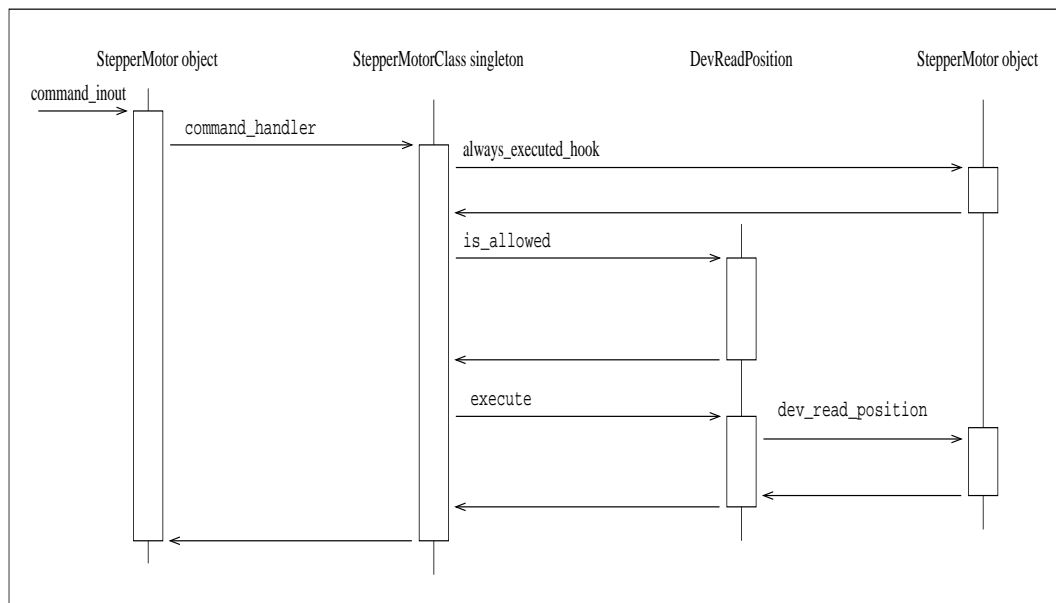 StepperMotor object
StepperMotorClass singleton
DevReadPosition
StepperMotor object
command_inout
command_handler
always_executed_hook
is_allowed
execute
dev_read_position